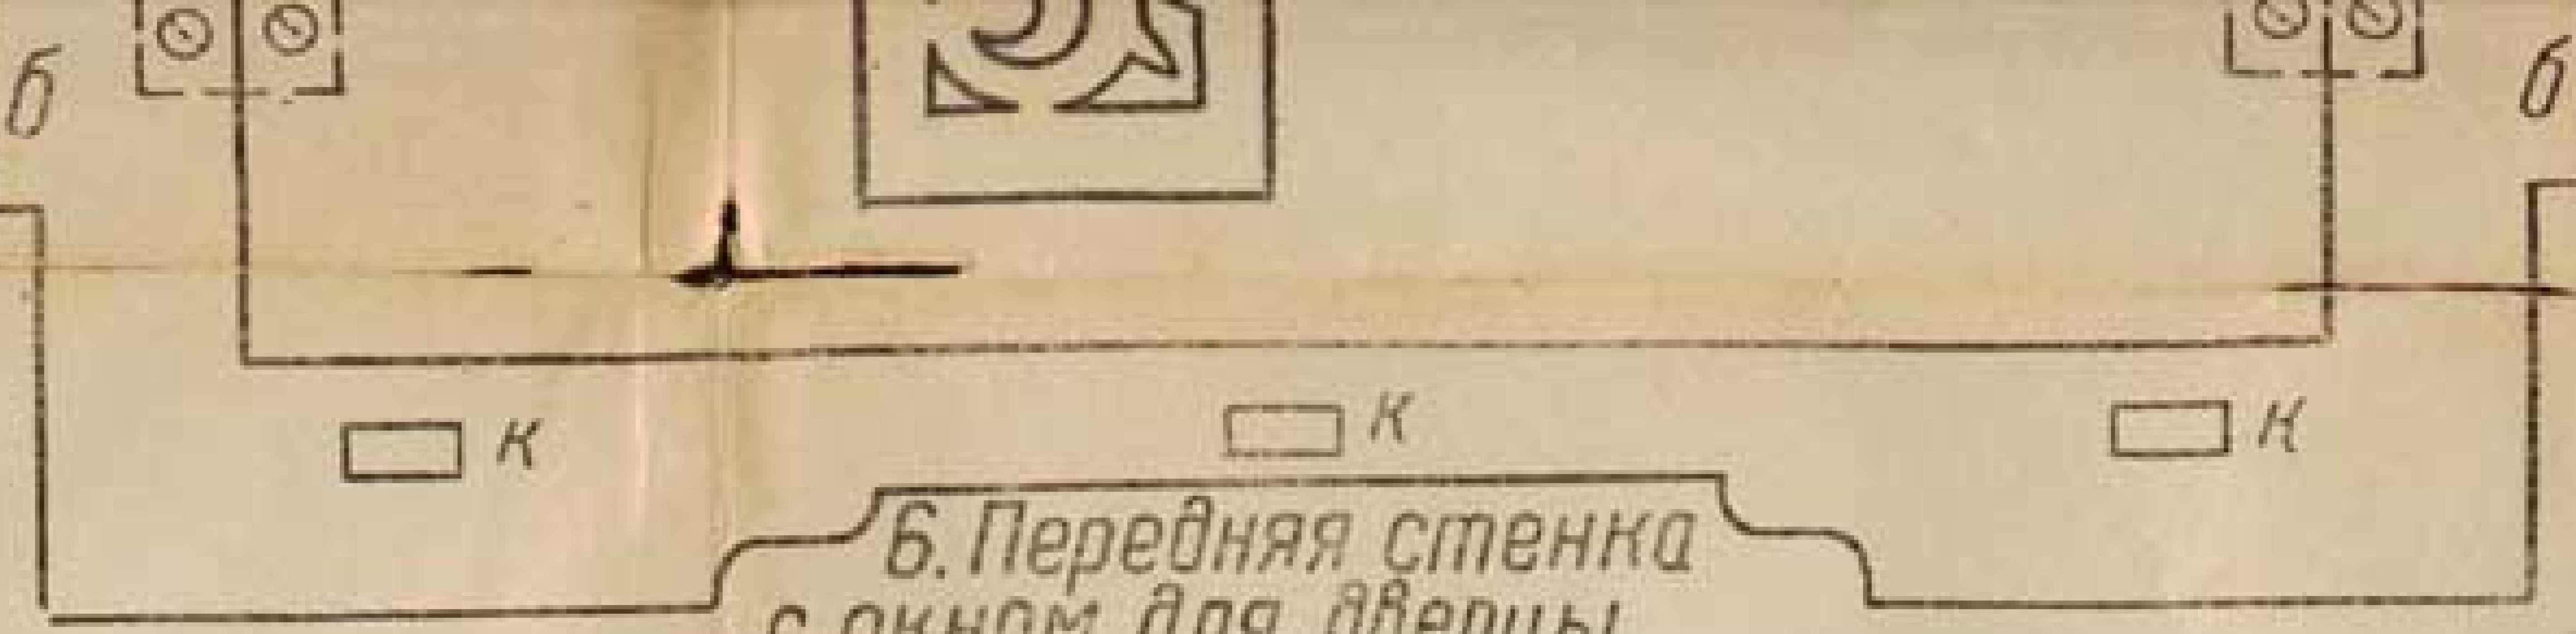 б б
К К К
6. Передняя стенка
с окном для дверцы